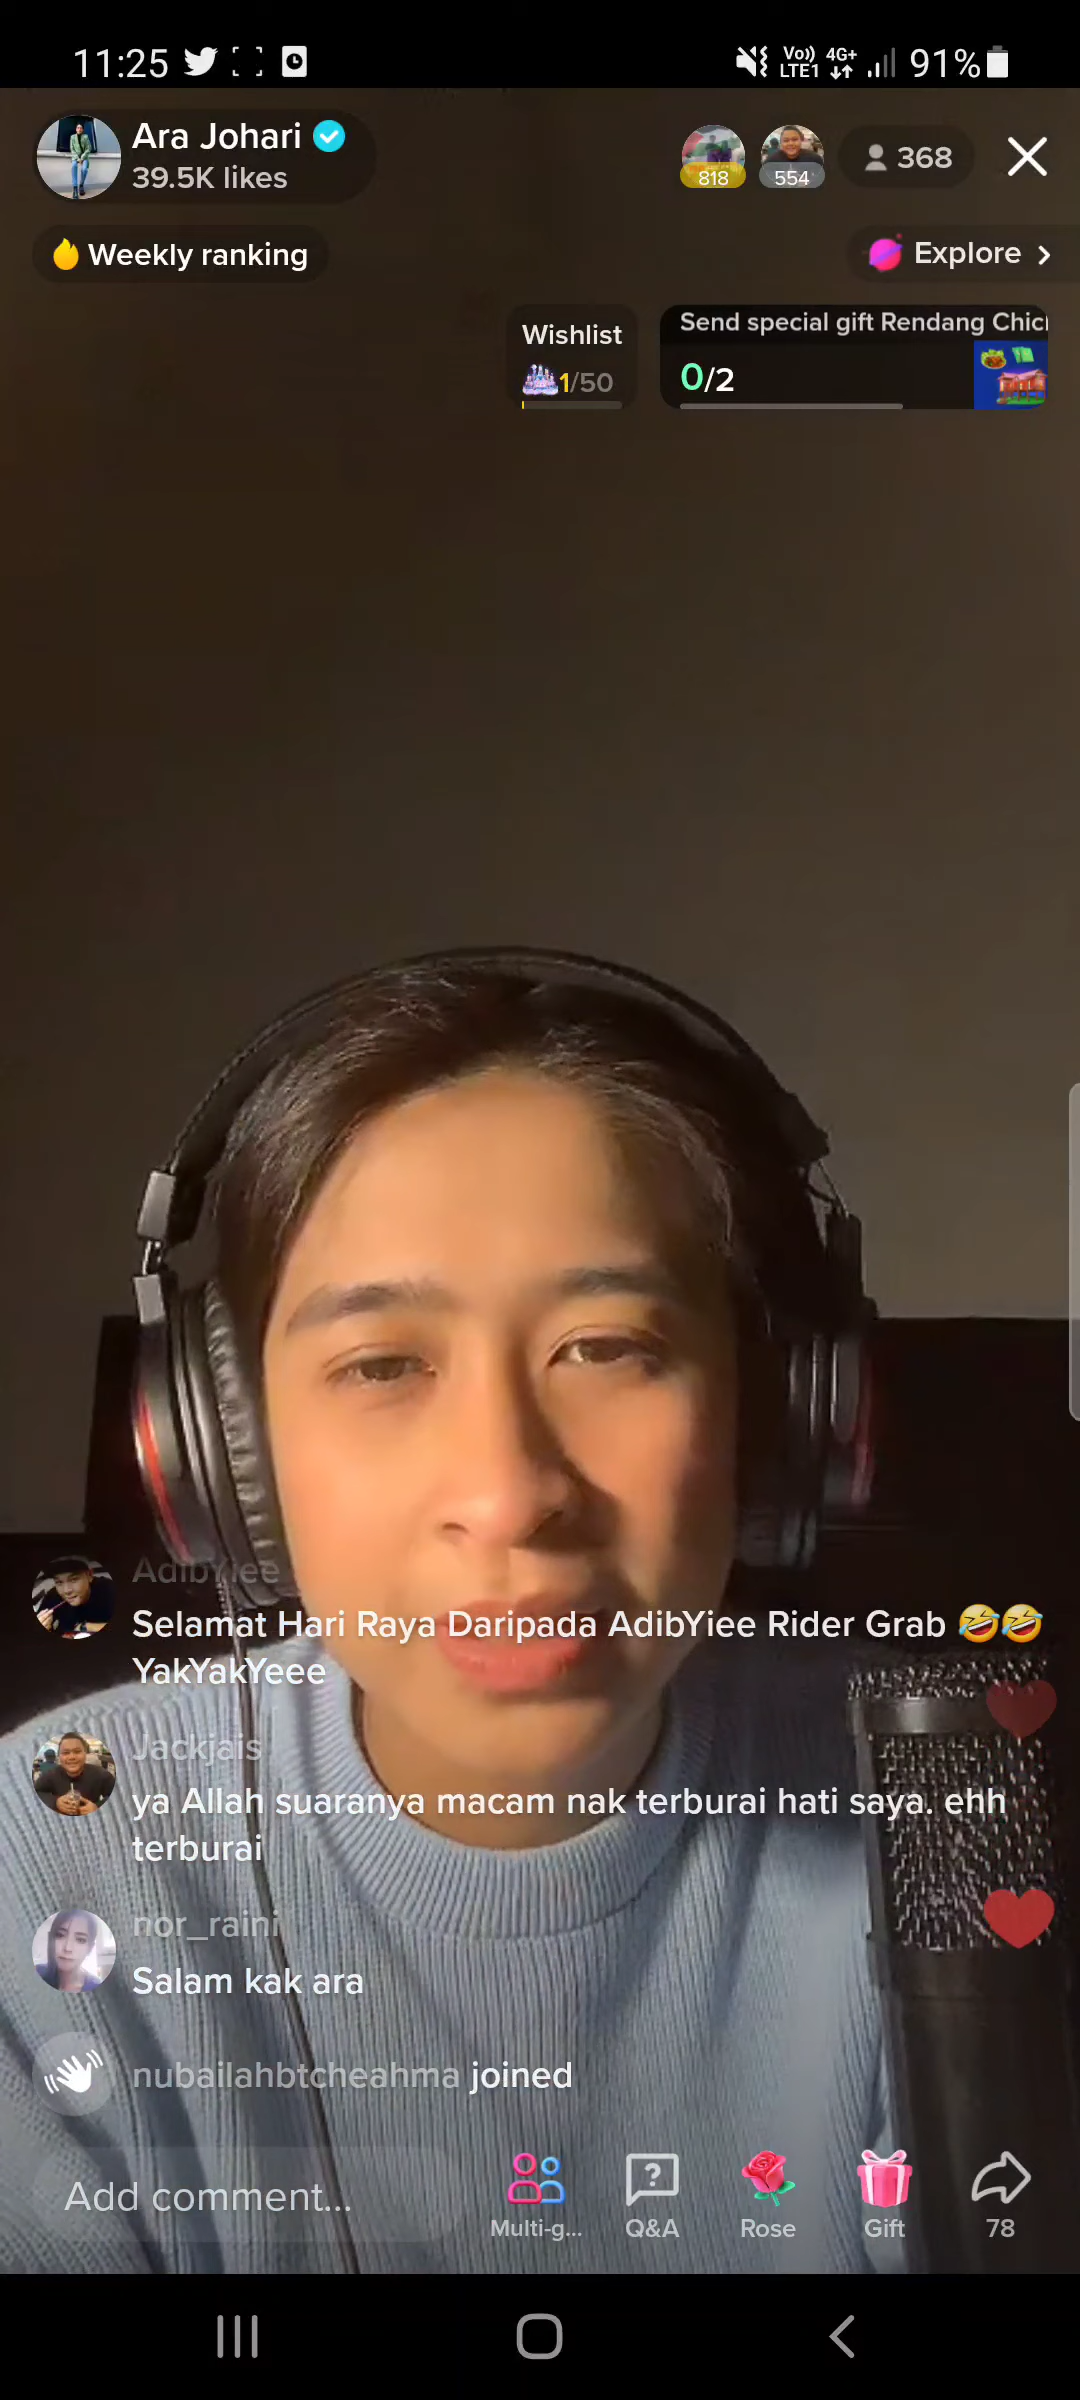 11:25
Vo)) LTE1 4G+ 91%
Ara Johari
39.5K likes
818
554
368
Weekly ranking
Explore
Wishlist
1/50
Send special gift Rendang Chic
0/2
AdibYiee
Selamat Hari Raya Daripada AdibYiee Rider Grab 🤣🤣
YakYakYeee
Jackjais
ya Allah suaranya macam nak terburai hati saya. ehh
terburai
nor_raini
Salam kak ara
nubailahbtcheahma joined
Add comment...
Multi-g...
Q&A
Rose
Gift
78